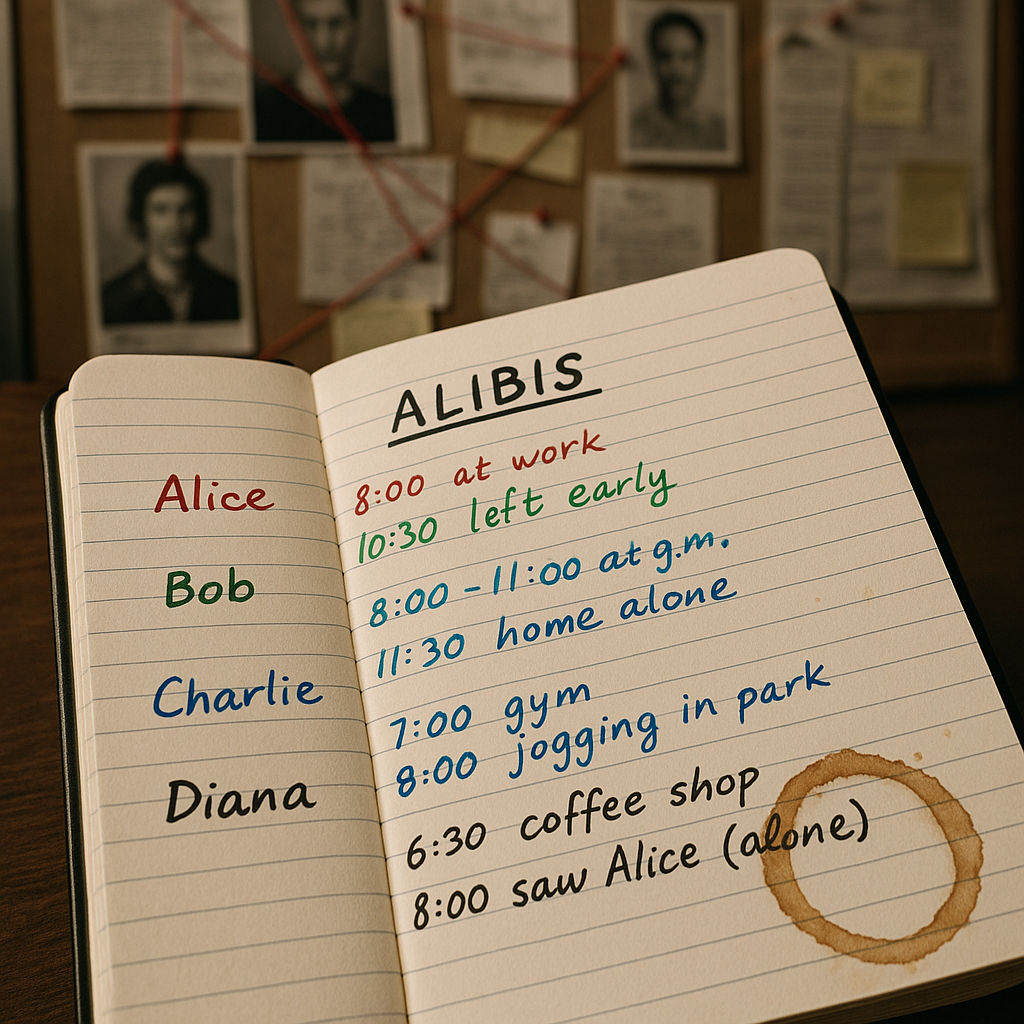 ALIBIS
Alice
8:00 at work
10:30 left early
Bob
8:00 – 11:00 at g.m.
11:30 home alone
Charlie
7:00 gym
8:00 jogging in park
Diana
6:30 coffee shop
8:00 saw Alice (alone)